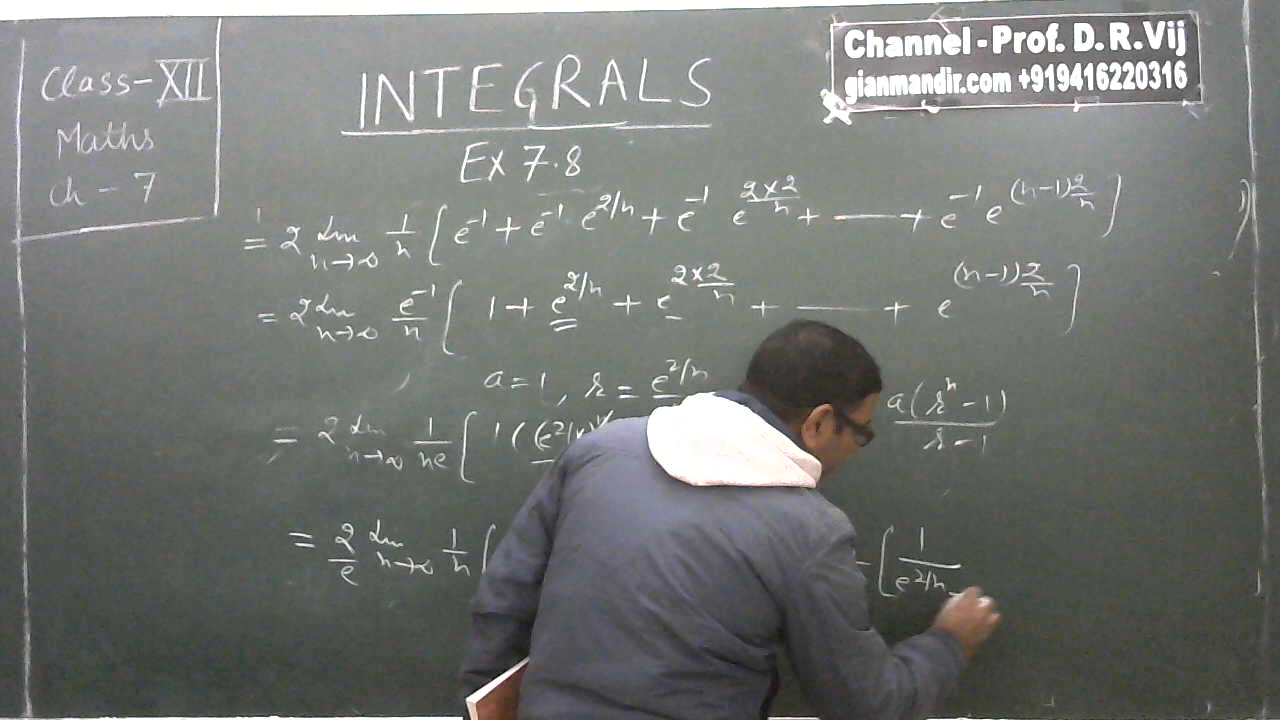 Class-XII
Maths
Ch-7
INTEGRALS
Ex 7.8
Channel-Prof. D.R.Vij
gianmandir.com +919416220316
= 2 Lim n→∞ 1/n [ e^-1 + e^-1 e^2/n + e^-1 e^2×2/n + —— + e^-1 e^(n-1)2/n ]
= 2 Lim n→∞ e^-1/n [ 1 + e^2/n + e^2×2/n + —— + e^(n-1)2/n ]
a = 1, r = e^2/n
a(r^n - 1)/r-1
= 2 Lim n→∞ 1/ne [ 1((e^2/n)
= 2/e Lim n→∞ 1/n [
[ 1/e^2/n -